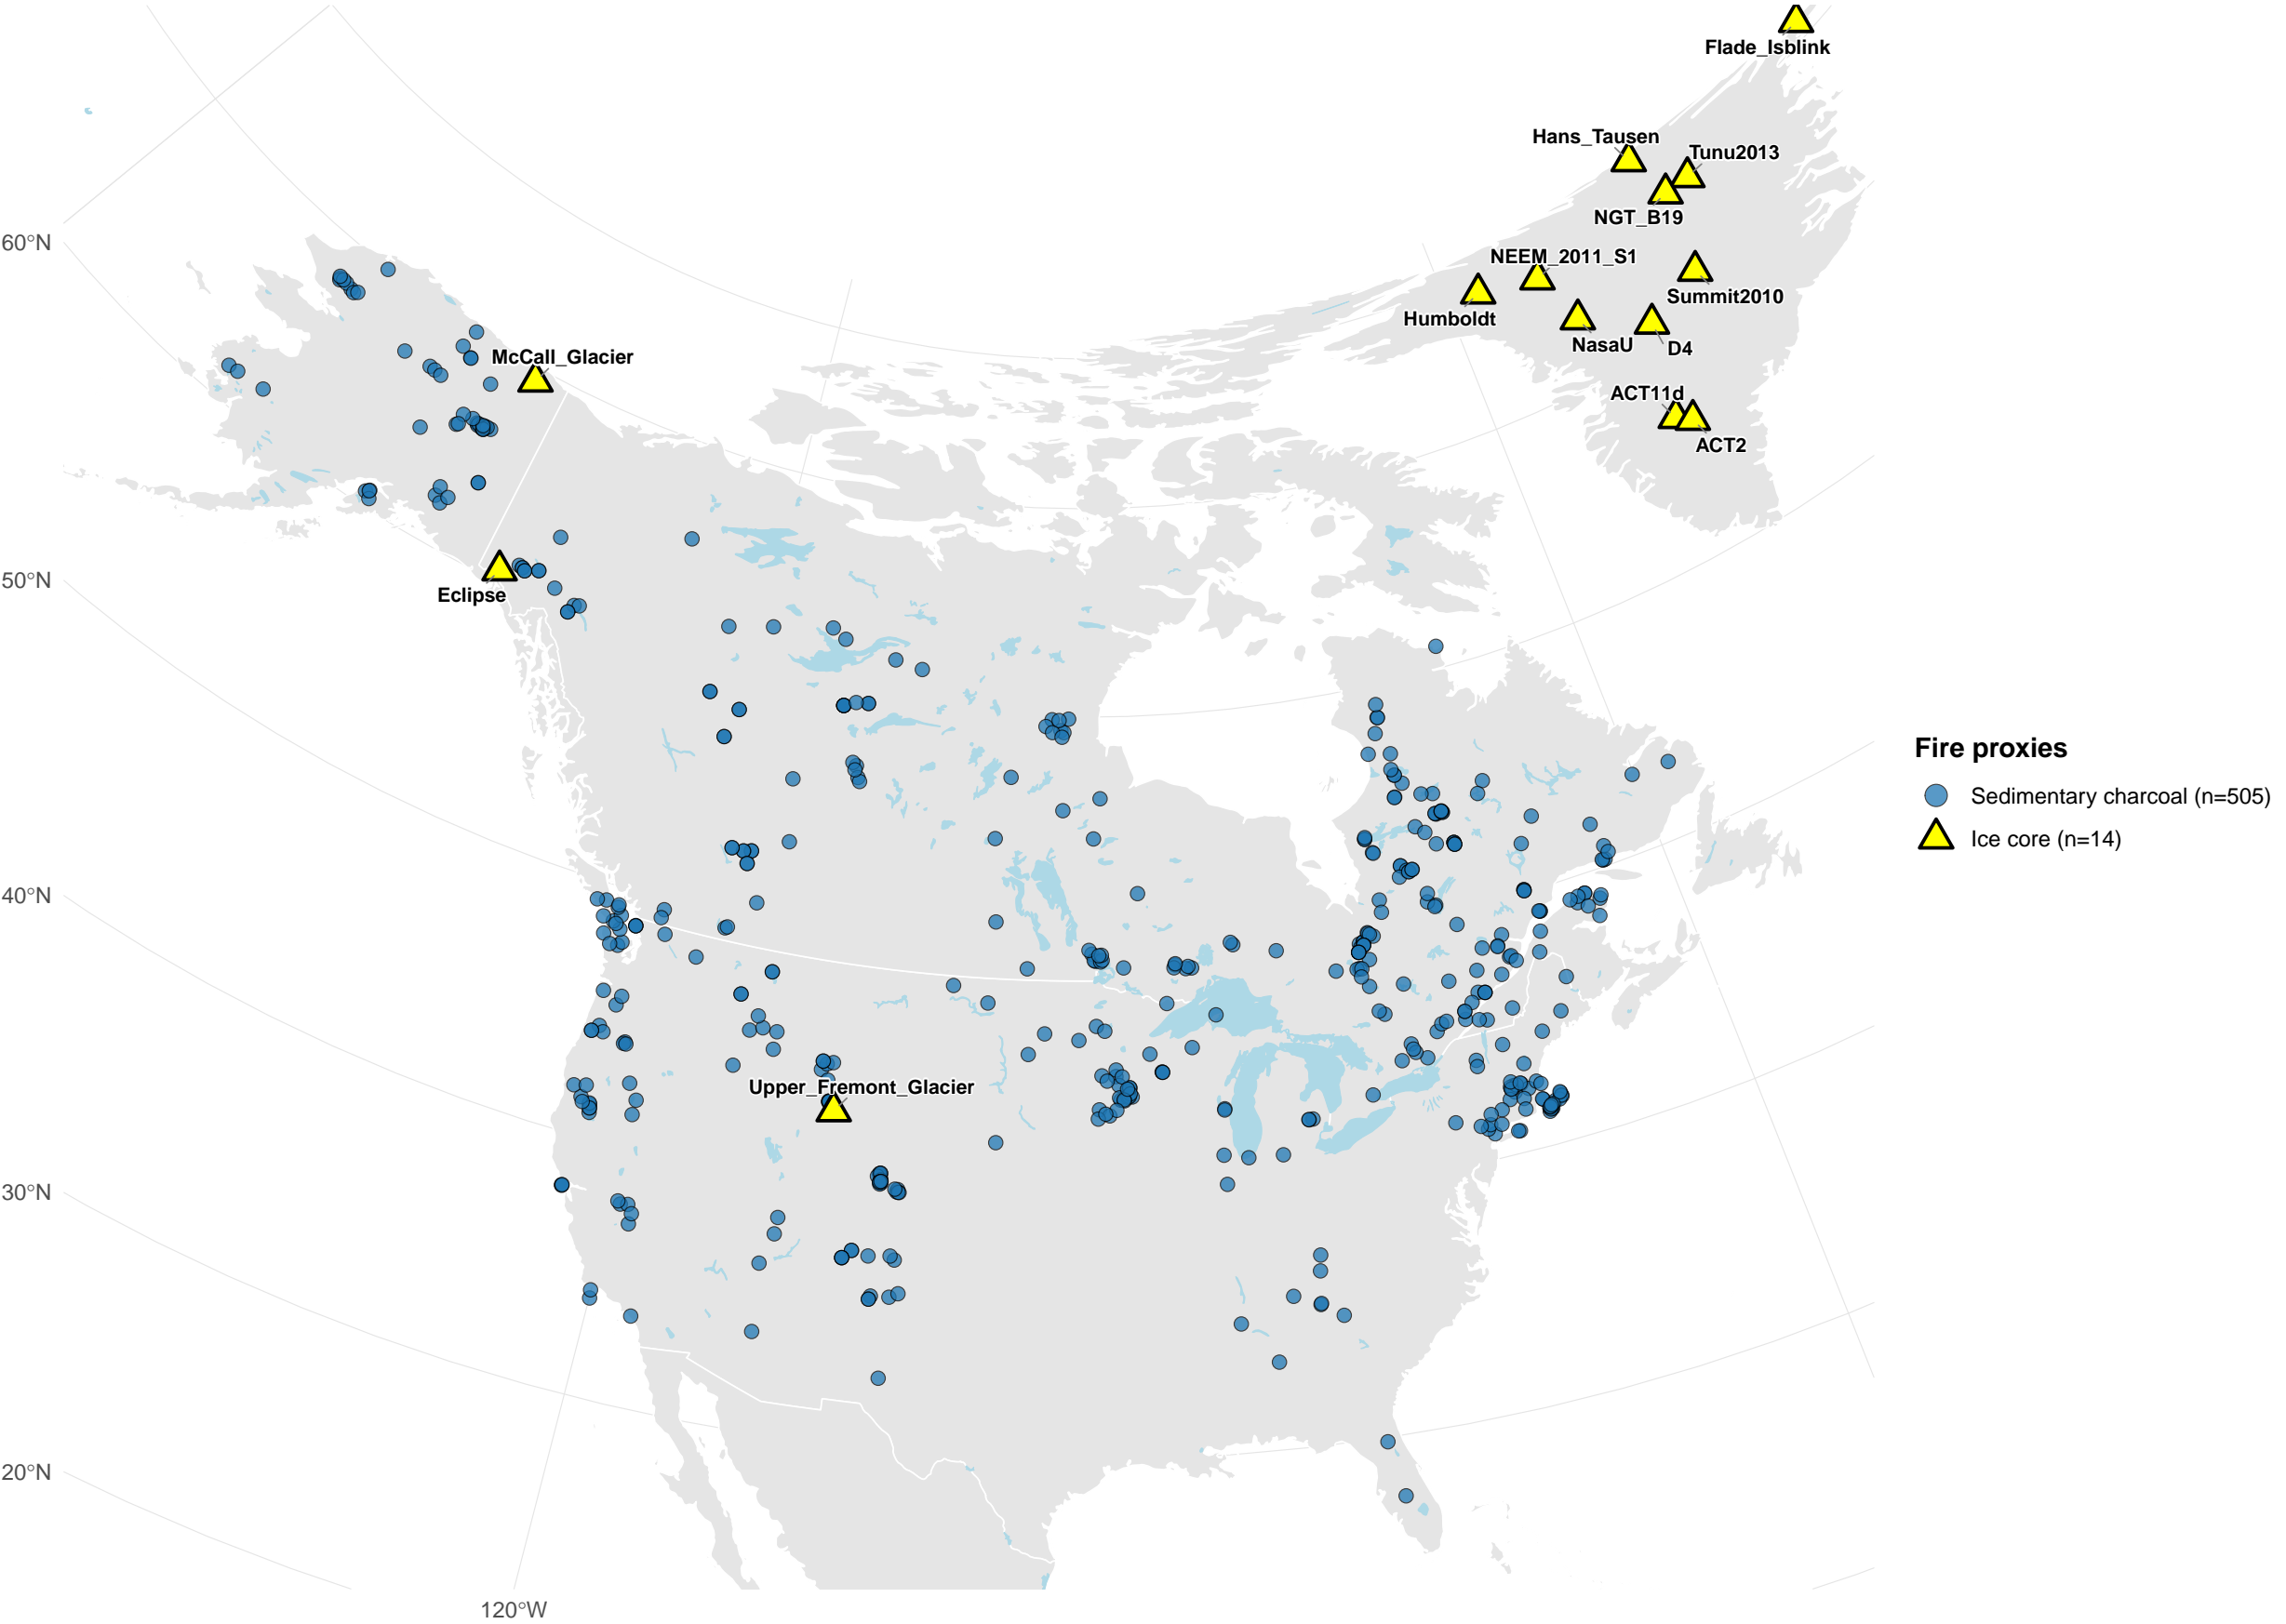 Flade_Isblink
Hans_Tausen
Tunu2013
NGT_B19
60°N
NEEM_2011_S1
Summit2010
Humboldt
NasaU
D4
McCall_Glacier
ACT11d
ACT2
50°N
Eclipse
Fire proxies
Sedimentary charcoal (n=505)
Ice core (n=14)
40°N
Upper_Fremont_Glacier
30°N
20°N
120°W